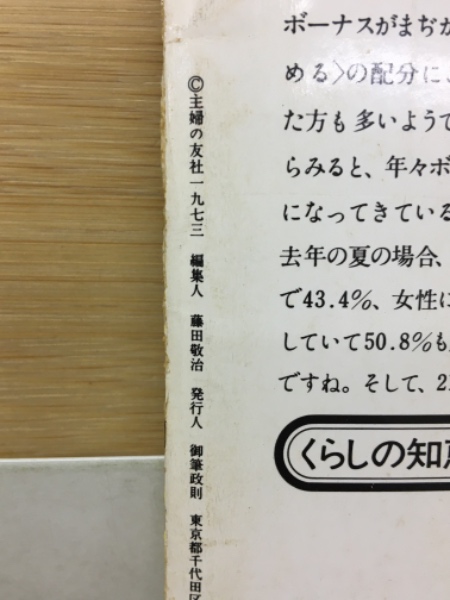 ボーナスがまぢか
める〉の配分に
た方も多いようで
らみると、年々ボ
になってきている
去年の夏の場合、
で43.4%、女性に
していて50.8%も
ですね。そして、2
くらしの知恵
©主婦の友社一九七三 編集人 藤田敬治 発行人 御筆政則 東京都千代田区